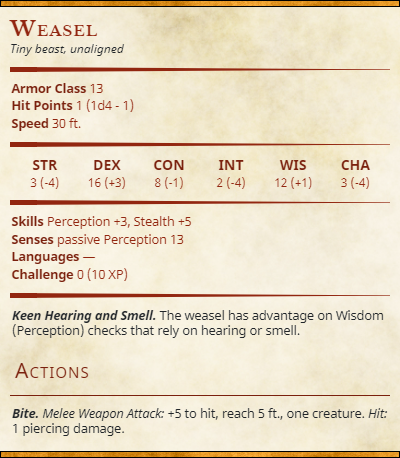 Weasel
Tiny beast, unaligned
Armor Class 13
Hit Points 1 (1d4 - 1)
Speed 30 ft.
STR DEX CON INT WIS CHA
3 (-4) 16 (+3) 8 (-1) 2 (-4) 12 (+1) 3 (-4)
Skills Perception +3, Stealth +5
Senses passive Perception 13
Languages —
Challenge 0 (10 XP)
Keen Hearing and Smell. The weasel has advantage on Wisdom
(Perception) checks that rely on hearing or smell.
Actions
Bite. Melee Weapon Attack: +5 to hit, reach 5 ft., one creature. Hit:
1 piercing damage.